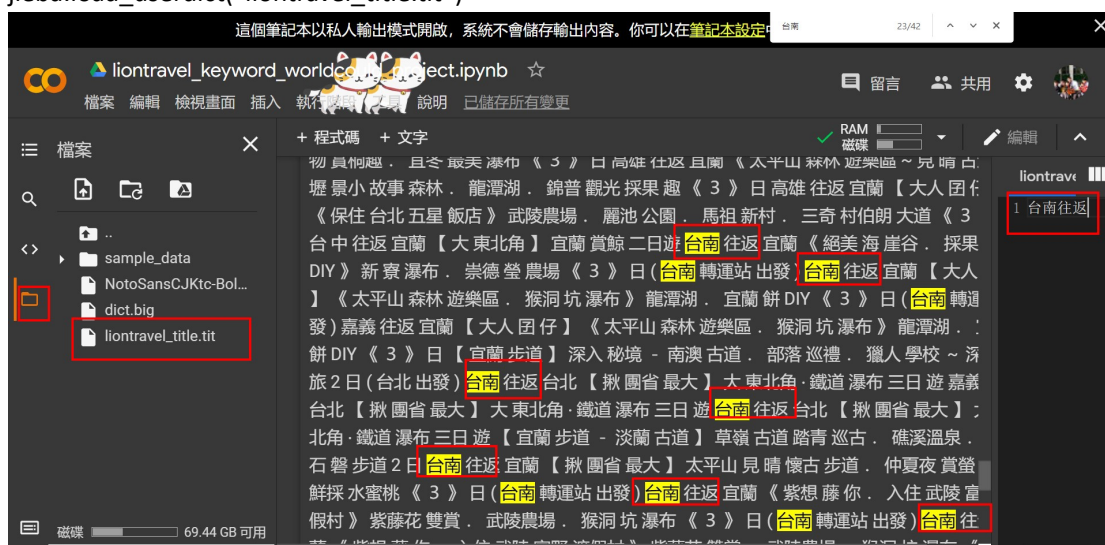 jieba.load_userdict("liontravel_title.tit")
這個筆記本以私人輸出模式開啟，系統不會儲存輸出內容。你可以在筆記本設定中
台南 23/42
liontravel_keyword_worldcloud_project.ipynb
留言 共用
檔案 編輯 檢視畫面 插入 執行階段 工具 說明 已儲存所有變更
檔案
+ 程式碼 + 文字
RAM
磁碟
編輯
..
sample_data
NotoSansCJKtc-Bol...
dict.big
liontravel_title.tit
磁碟 69.44 GB 可用
壢 景小 故事 森林 . 龍潭湖 . 錦普 觀光 採果 趣 《 3 》 日 高雄 往返 宜蘭 【 大人 囝 仔
《 保住 台北 五星 飯店 》 武陵農場 . 麗池 公園 . 馬祖 新村 . 三奇 村伯朗 大道 《 3
台 中 往返 宜蘭 【 大 東北角 】 宜蘭 賞鯨 二日遊 台南 往返 宜蘭 《 絕美 海 崖谷 . 採果
DIY 》 新 寮 瀑布 . 崇德 瑩 農場 《 3 》 日 ( 台南 轉運站 出發 ) 台南 往返 宜蘭 【 大人
】 《 太平山 森林 遊樂區 . 猴洞 坑 瀑布 》 龍潭湖 . 宜蘭 餅 DIY 《 3 》 日 ( 台南 轉運
發 ) 嘉義 往返 宜蘭 【 大人 囝 仔 】 《 太平山 森林 遊樂區 . 猴洞 坑 瀑布 》 龍潭湖 .
餅 DIY 《 3 》 日 【 宜蘭 步道 】 深入 秘境 - 南澳 古道 . 部落 巡禮 . 獵人 學校 ~ 深
旅 2 日 ( 台北 出發 ) 台南 往返 台北 【 揪 團省 最大 】 大 東北角 · 鐵道 瀑布 三日 遊 嘉義
台北 【 揪 團省 最大 】 大 東北角 · 鐵道 瀑布 三日 遊 台南 往返 台北 【 揪 團省 最大 】
北角 · 鐵道 瀑布 三日 遊 【 宜蘭 步道 - 淡蘭 古道 】 草嶺 古道 踏青 巡古 . 礁溪溫泉 .
石 磐 步道 2 日 台南 往返 宜蘭 【 揪 團省 最大 】 太平山 見 晴 懷古 步道 . 仲夏夜 賞螢
鮮採 水蜜桃 《 3 》 日 ( 台南 轉運站 出發 ) 台南 往返 宜蘭 《 紫想 藤 你 . 入住 武陵 富
假村 》 紫藤花 雙賞 . 武陵農場 . 猴洞 坑 瀑布 《 3 》 日 ( 台南 轉運站 出發 ) 台南 往
liontrave
1 台南往返